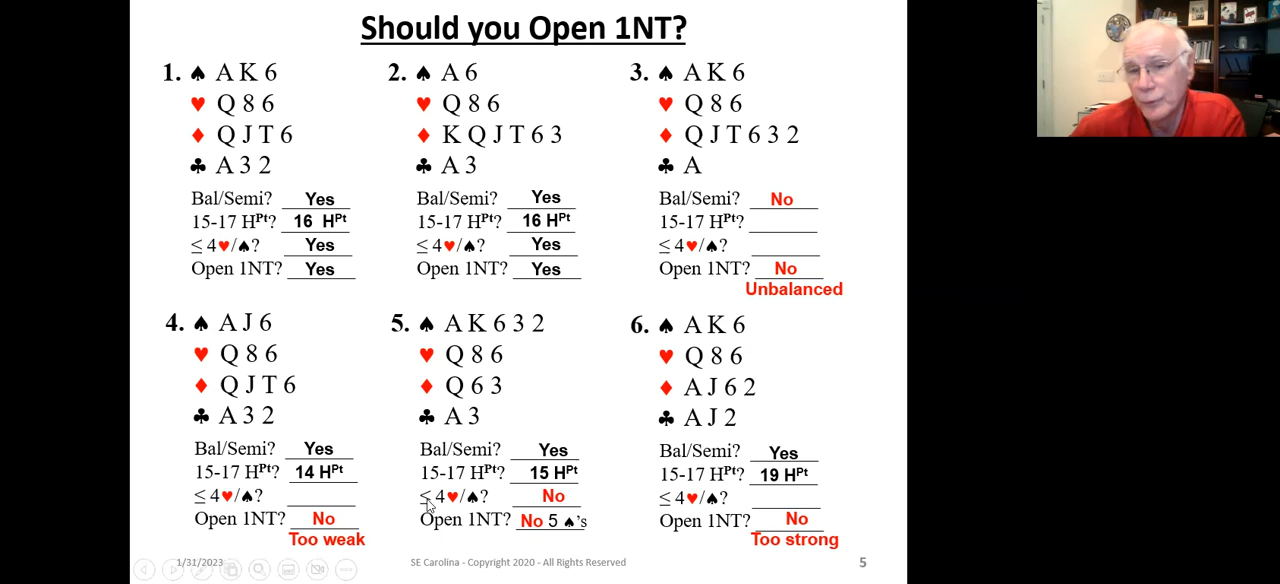 Should you Open 1NT?
1. ♠ A K 6
♥ Q 8 6
♦ Q J T 6
♣ A 3 2
Bal/Semi? Yes
15-17 HPt? 16 HPt
≤ 4♥/♠? Yes
Open 1NT? Yes
2. ♠ A 6
♥ Q 8 6
♦ K Q J T 6 3
♣ A 3
Bal/Semi? Yes
15-17 HPt? 16 HPt
≤ 4♥/♠? Yes
Open 1NT? Yes
3. ♠ A K 6
♥ Q 8 6
♦ Q J T 6 3 2
♣ A
Bal/Semi? No
15-17 HPt?
≤ 4♥/♠?
Open 1NT? No
Unbalanced
4. ♠ A J 6
♥ Q 8 6
♦ Q J T 6
♣ A 3 2
Bal/Semi? Yes
15-17 HPt? 14 HPt
≤ 4♥/♠?
Open 1NT? No
Too weak
5. ♠ A K 6 3 2
♥ Q 8 6
♦ Q 6 3
♣ A 3
Bal/Semi? Yes
15-17 HPt? 15 HPt
≤ 4♥/♠? No
Open 1NT? No 5 ♠'s
6. ♠ A K 6
♥ Q 8 6
♦ A J 6 2
♣ A J 2
Bal/Semi? Yes
15-17 HPt? 19 HPt
≤ 4♥/♠?
Open 1NT? No
Too strong
1/31/2023
SE Carolina - Copyright 2020 - All Rights Reserved
5